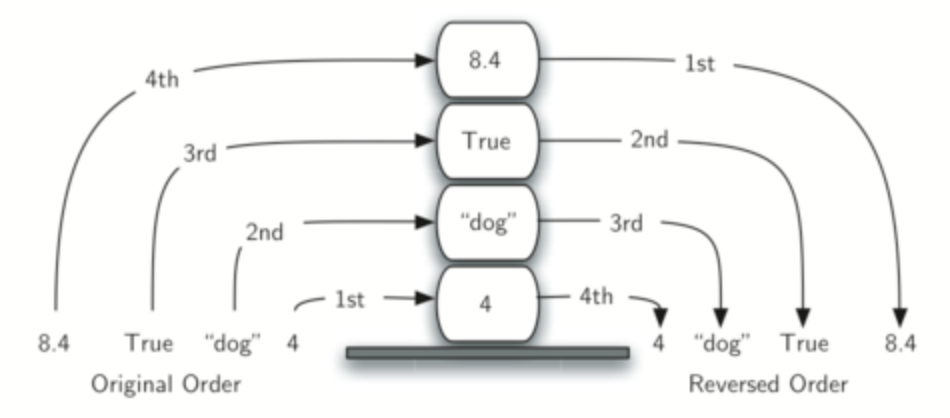 8.4
4th
1st
True
3rd
2nd
“dog”
2nd
3rd
4
1st
4th
8.4 True “dog” 4
4 “dog” True 8.4
Original Order
Reversed Order